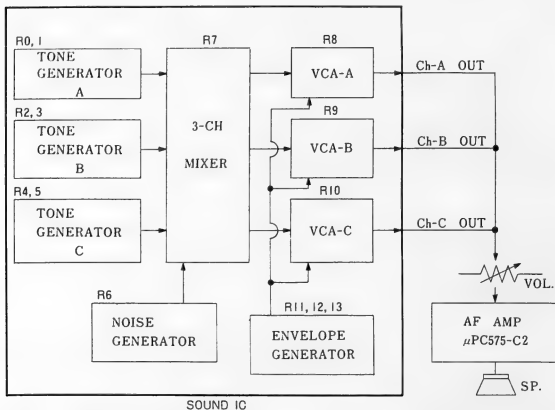 R0, 1
TONE
GENERATOR
A
R2, 3
TONE
GENERATOR
B
R4, 5
TONE
GENERATOR
C
R6
NOISE
GENERATOR
R7
3-CH
MIXER
R8
VCA-A
R9
VCA-B
R10
VCA-C
R11, 12, 13
ENVELOPE
GENERATOR
Ch-A OUT
Ch-B OUT
Ch-C OUT
VOL.
AF AMP
μPC575-C2
SP.
SOUND IC